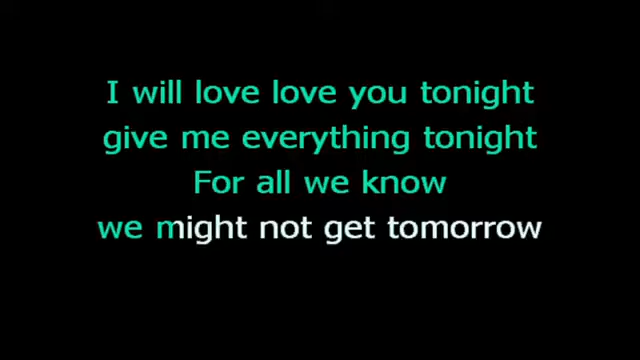 I will love love you tonight
give me everything tonight
For all we know
we might not get tomorrow